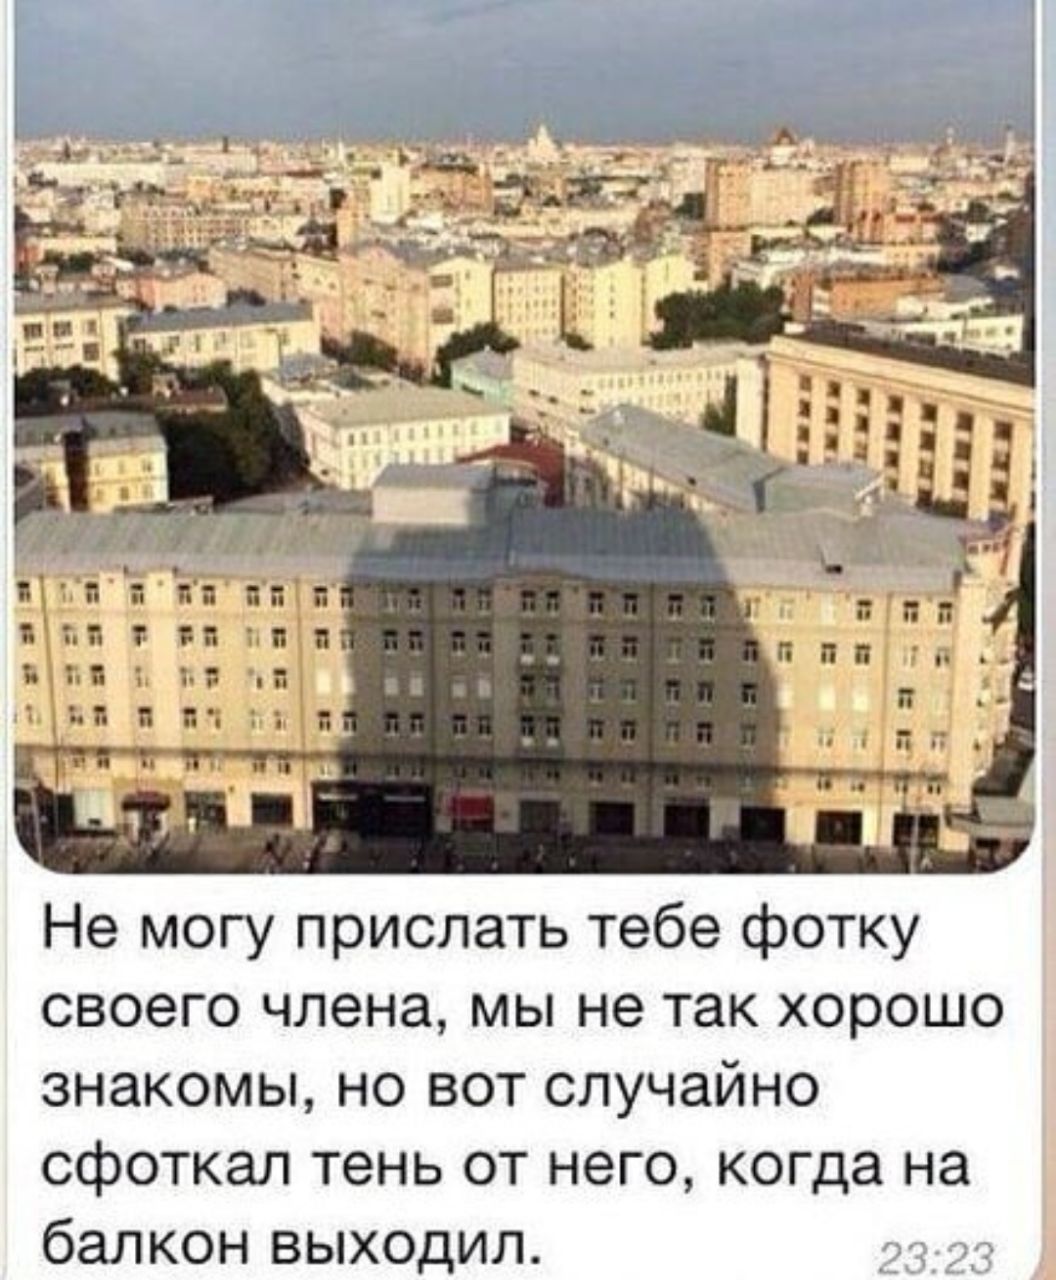 Не могу прислать тебе фотку
своего члена, мы не так хорошо
знакомы, но вот случайно
сфоткал тень от него, когда на
балкон выходил.
23:23